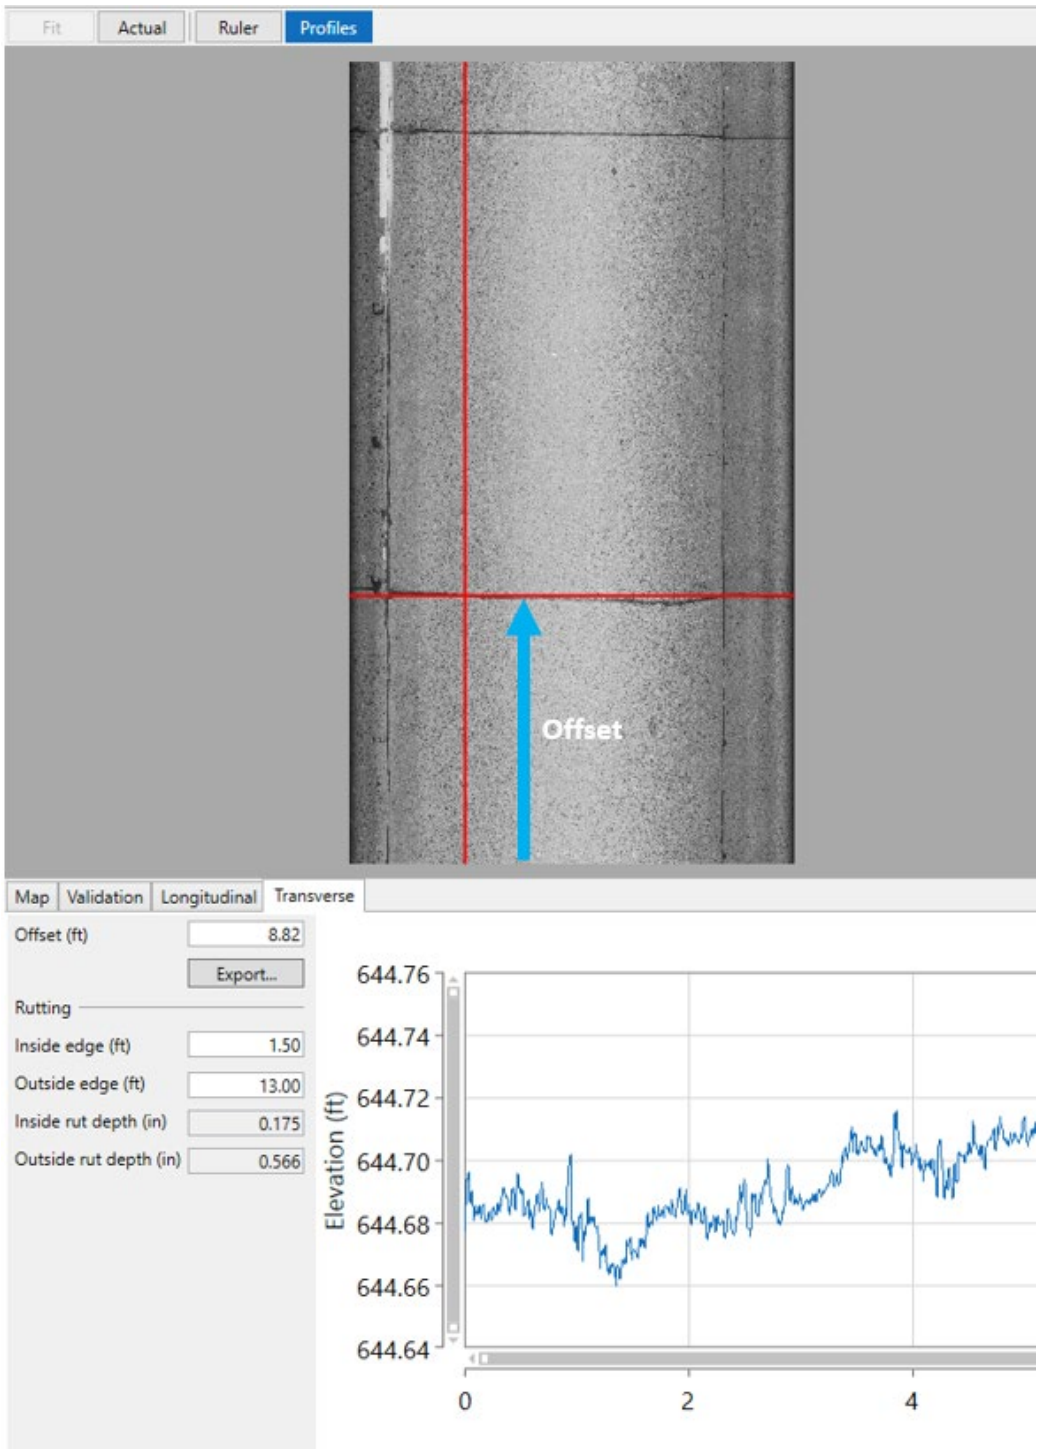 Fit Actual Ruler Profiles
Offset
Map Validation Longitudinal Transverse
Offset (ft) 8.82
Export...
Rutting
Inside edge (ft) 1.50
Outside edge (ft) 13.00
Inside rut depth (in) 0.175
Outside rut depth (in) 0.566
Elevation (ft)
644.76
644.74
644.72
644.70
644.68
644.66
644.64
0 2 4